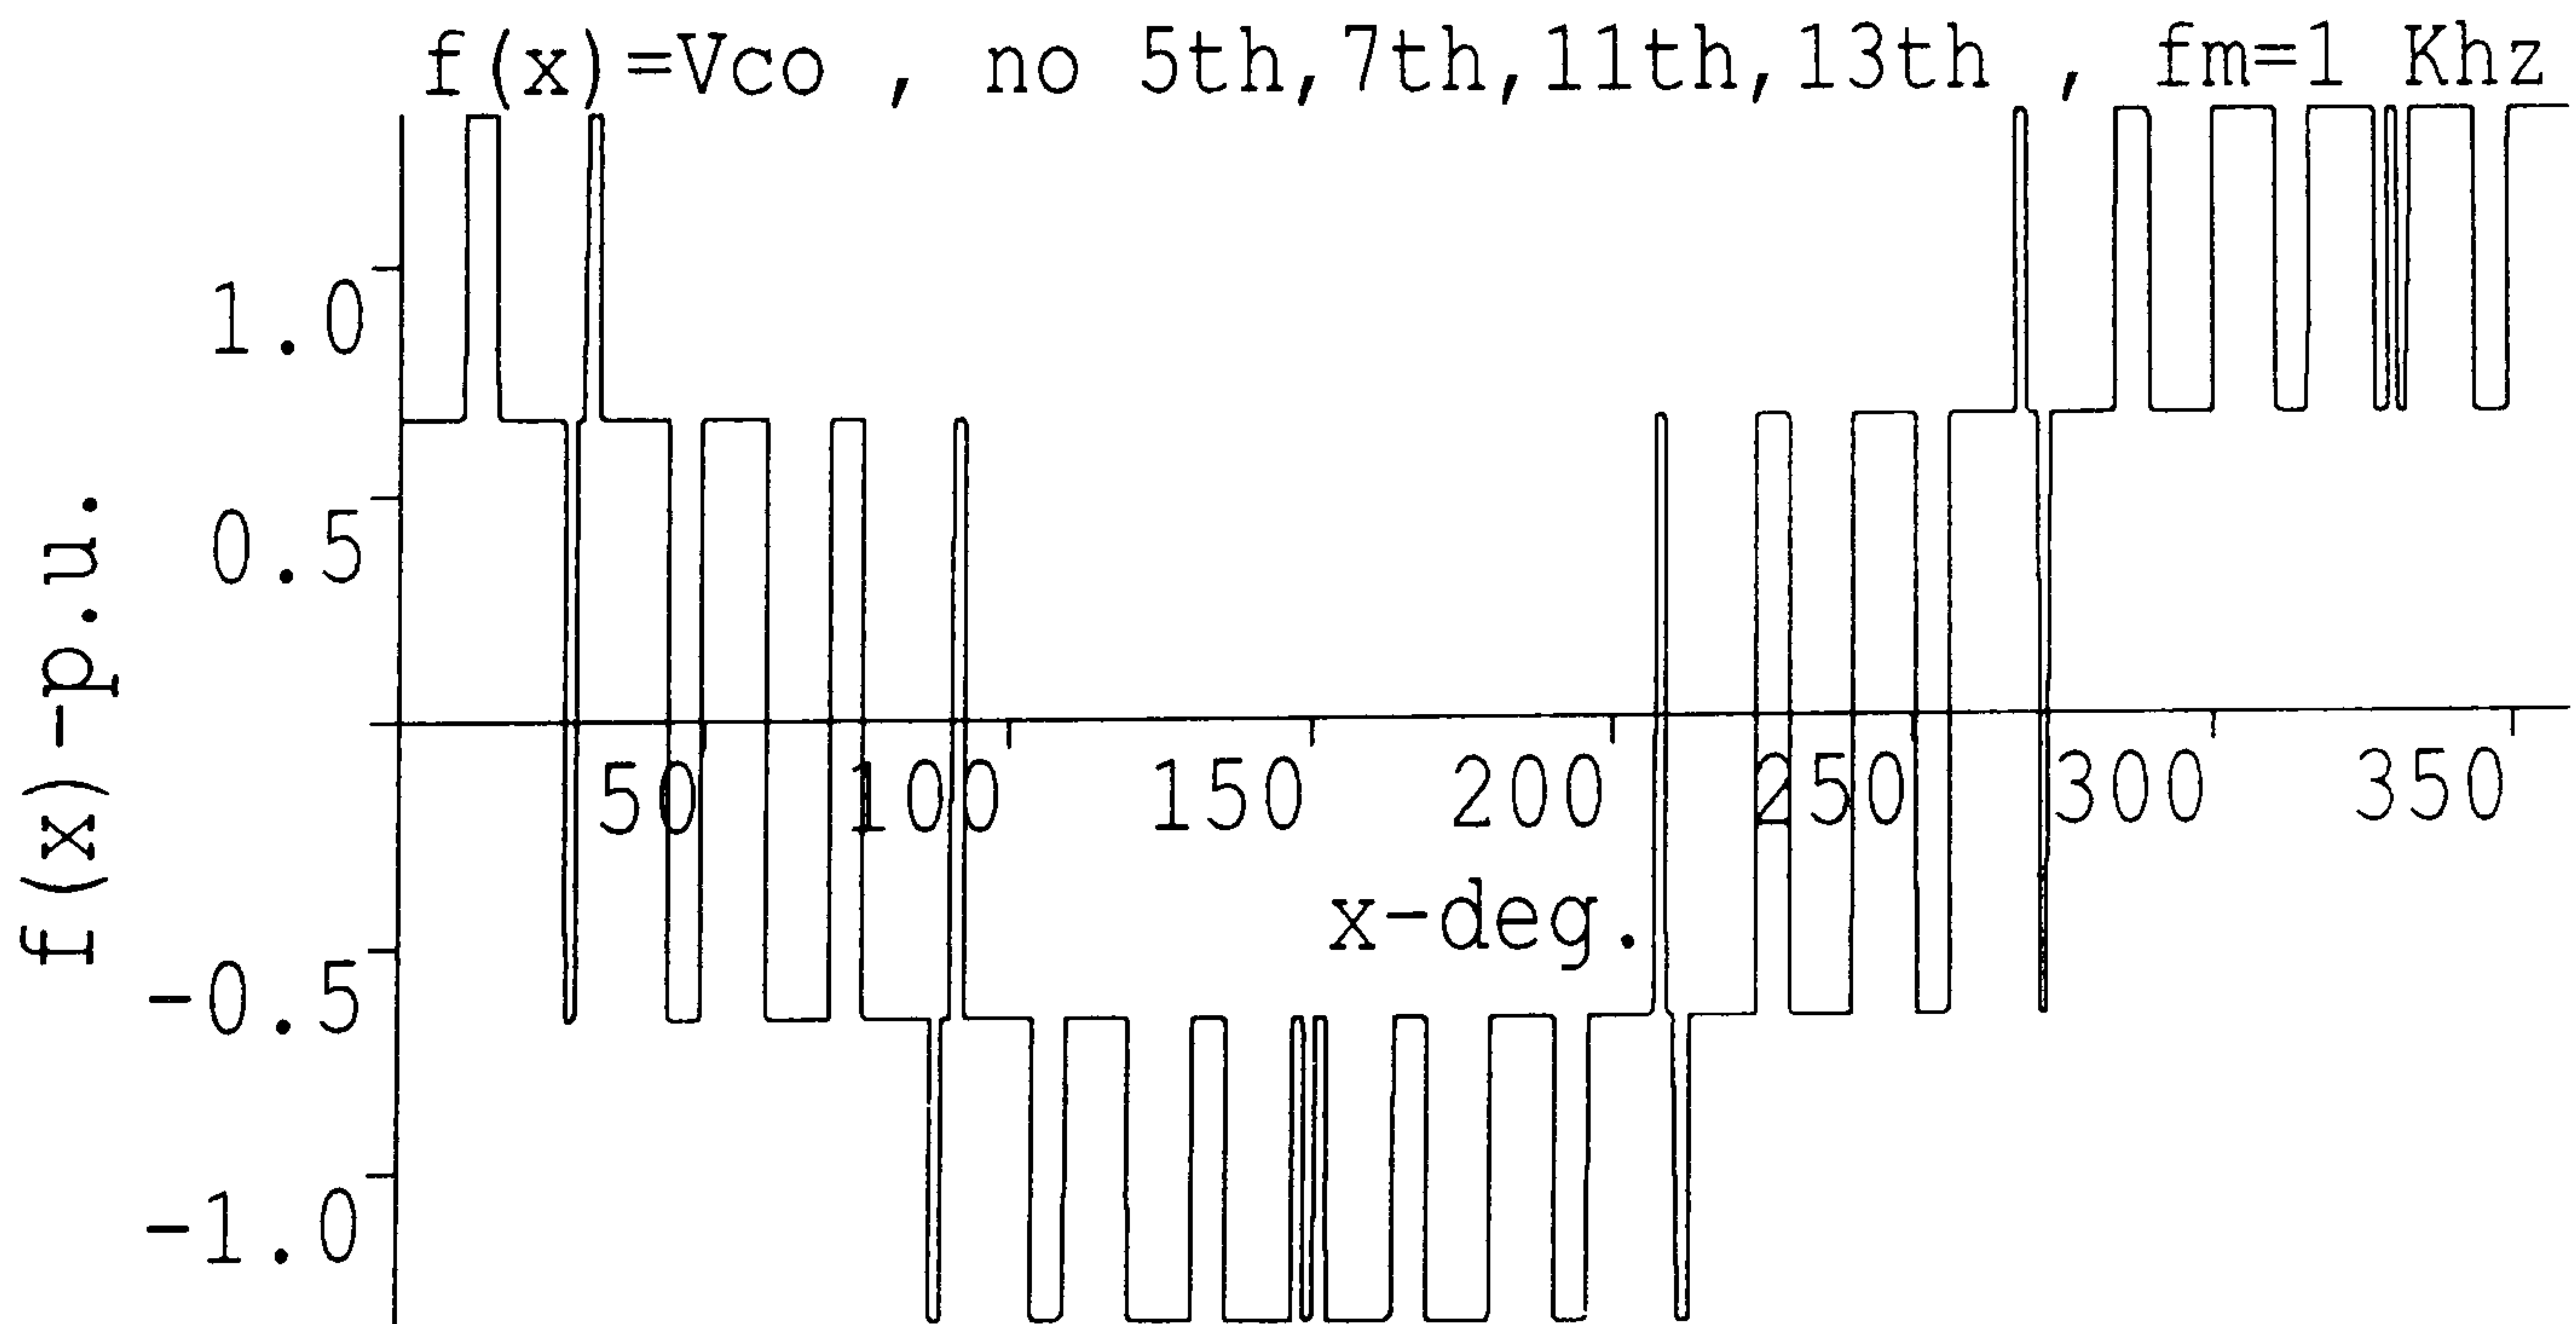 f(x)=Vco , no 5th,7th,11th,13th , fm=1 Khz
1.0
0.5
f(x)-p.u.
50 100 150 200 250 300 350
x-deg.
-0.5
-1.0